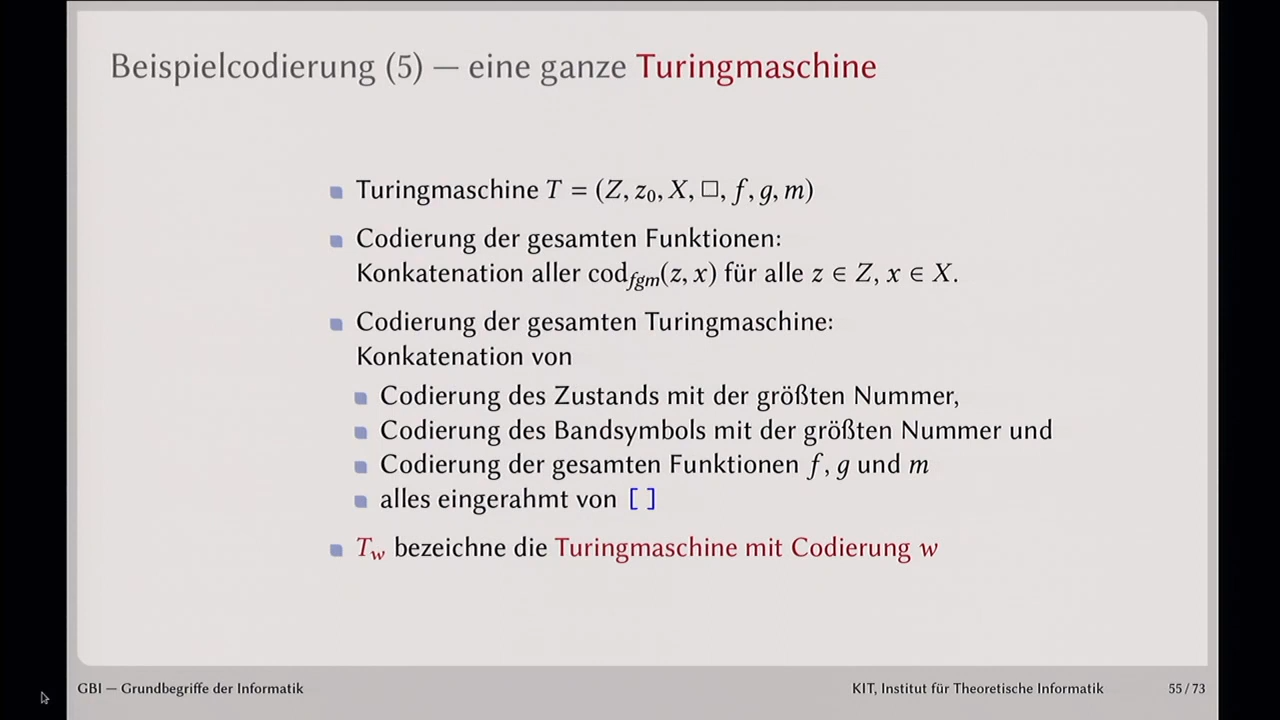 Beispielcodierung (5) — eine ganze Turingmaschine
Turingmaschine T = (Z, z₀, X, □, f, g, m)
Codierung der gesamten Funktionen:
Konkatenation aller cod_fgm(z, x) für alle z ∈ Z, x ∈ X.
Codierung der gesamten Turingmaschine:
Konkatenation von
Codierung des Zustands mit der größten Nummer,
Codierung des Bandsymbols mit der größten Nummer und
Codierung der gesamten Funktionen f, g und m
alles eingerahmt von [ ]
T_w bezeichne die Turingmaschine mit Codierung w
GBI — Grundbegriffe der Informatik
KIT, Institut für Theoretische Informatik
55 / 73